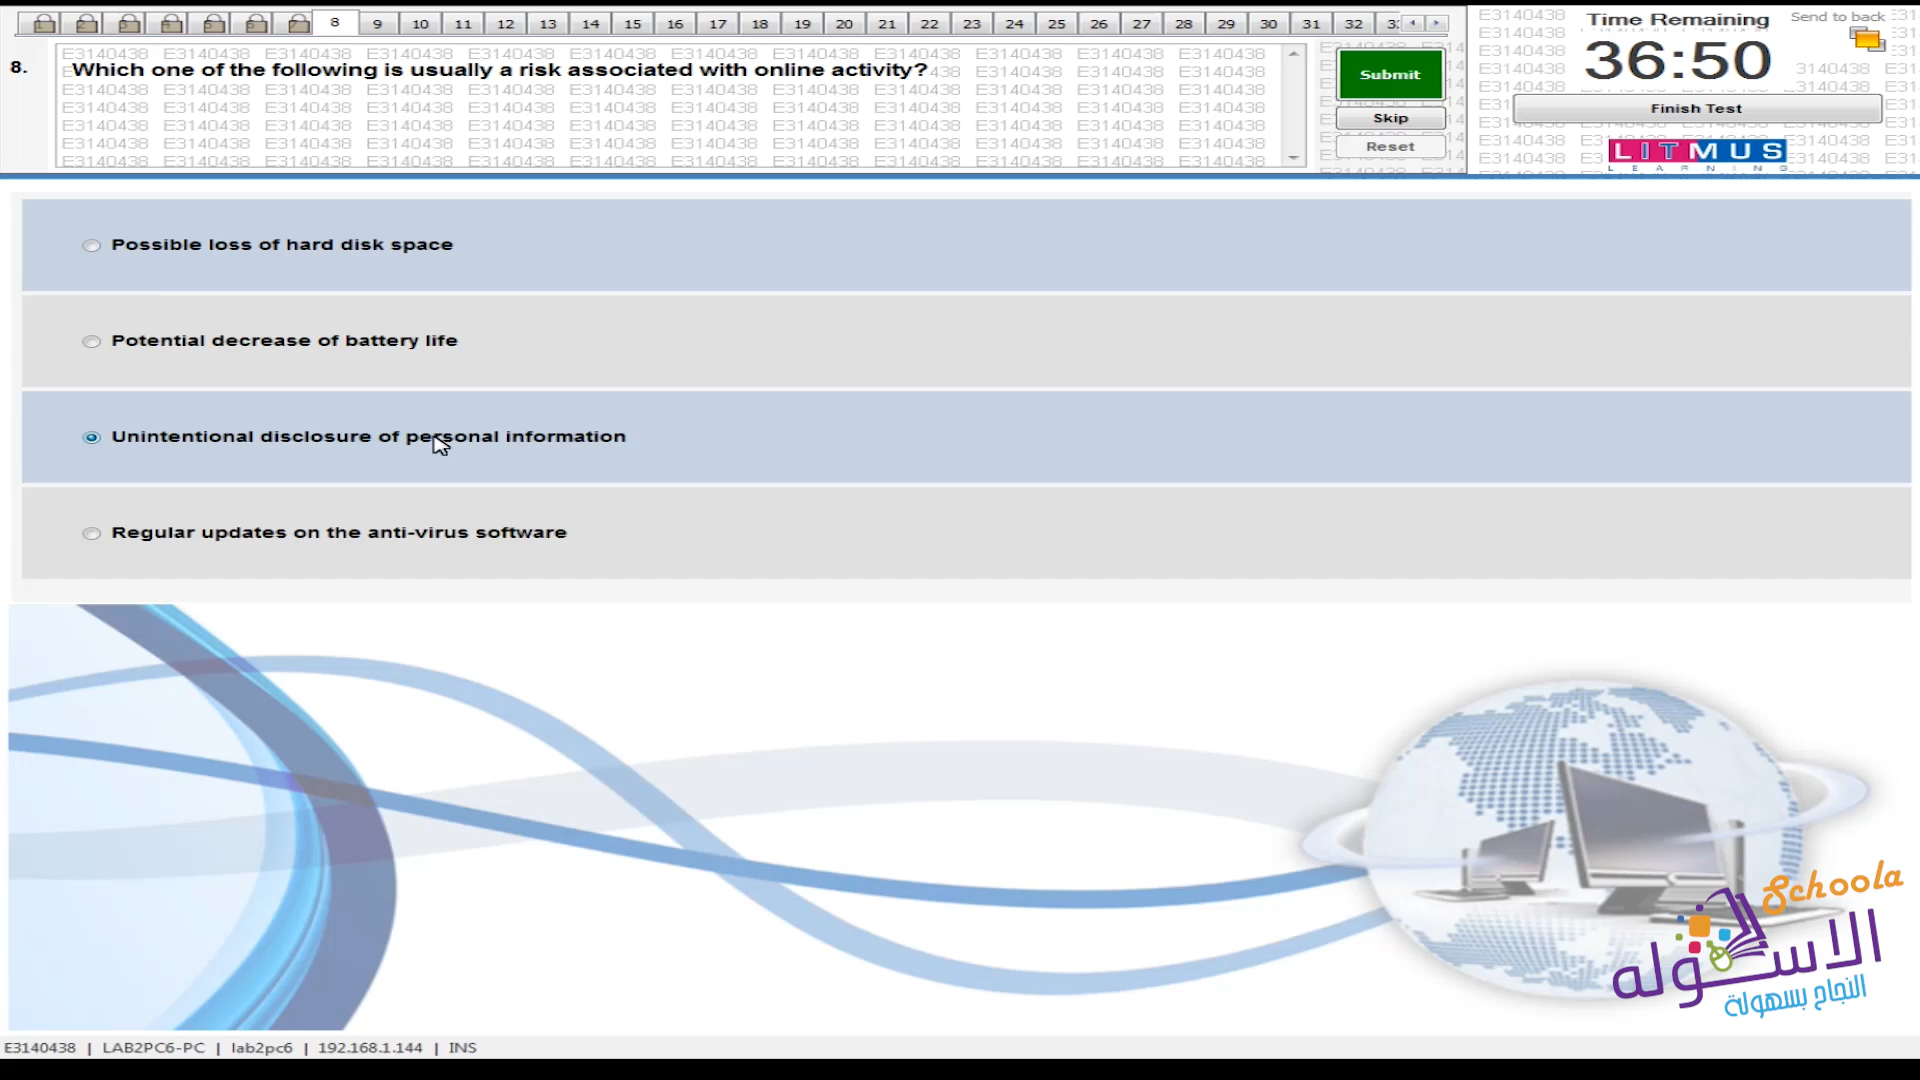 8 9 10 11 12 13 14 15 16 17 18 19 20 21 22 23 24 25 26 27 28 29 30 31 32
8. Which one of the following is usually a risk associated with online activity?
Submit
Skip
Reset
Time Remaining
36:50
Send to back
Finish Test
LITMUS
LEARNING
E3140438
Possible loss of hard disk space
Potential decrease of battery life
Unintentional disclosure of personal information
Regular updates on the anti-virus software
Schoola
الاسكوله
النجاح بسهولة
E3140438 | LAB2PC6-PC | lab2pc6 | 192.168.1.144 | INS